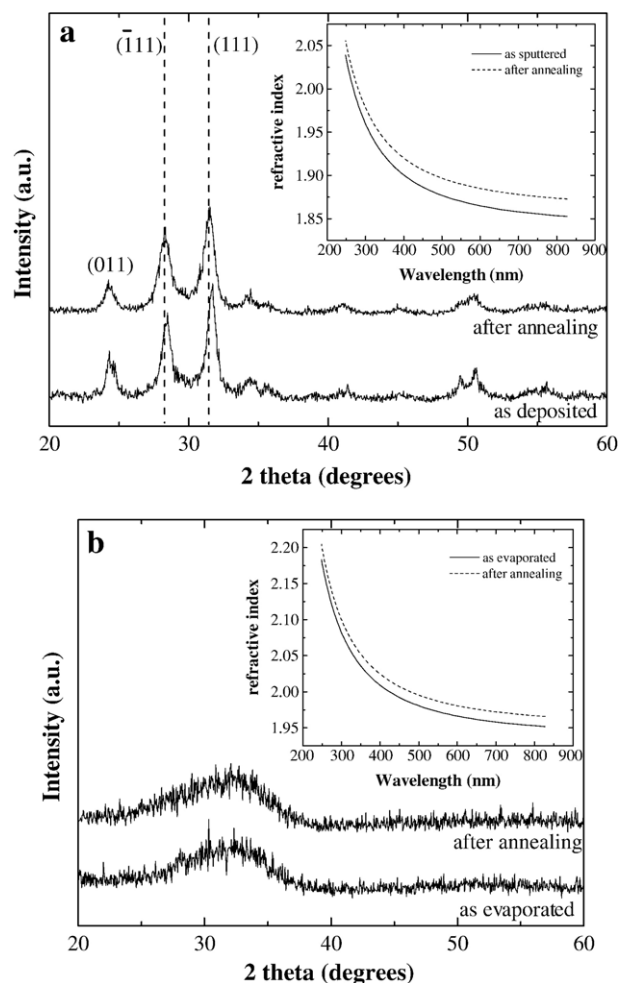 a
(̄111)
(111)
(011)
2.05
2.00
1.95
1.90
1.85
as sputtered
after annealing
refractive index
200 300 400 500 600 700 800 900
Wavelength (nm)
Intensity (a.u.)
after annealing
as deposited
20 30 40 50 60
2 theta (degrees)
b
2.20
2.15
2.10
2.05
2.00
1.95
as evaporated
after annealing
refractive index
200 300 400 500 600 700 800 900
Wavelength (nm)
Intensity (a.u.)
after annealing
as evaporated
20 30 40 50 60
2 theta (degrees)